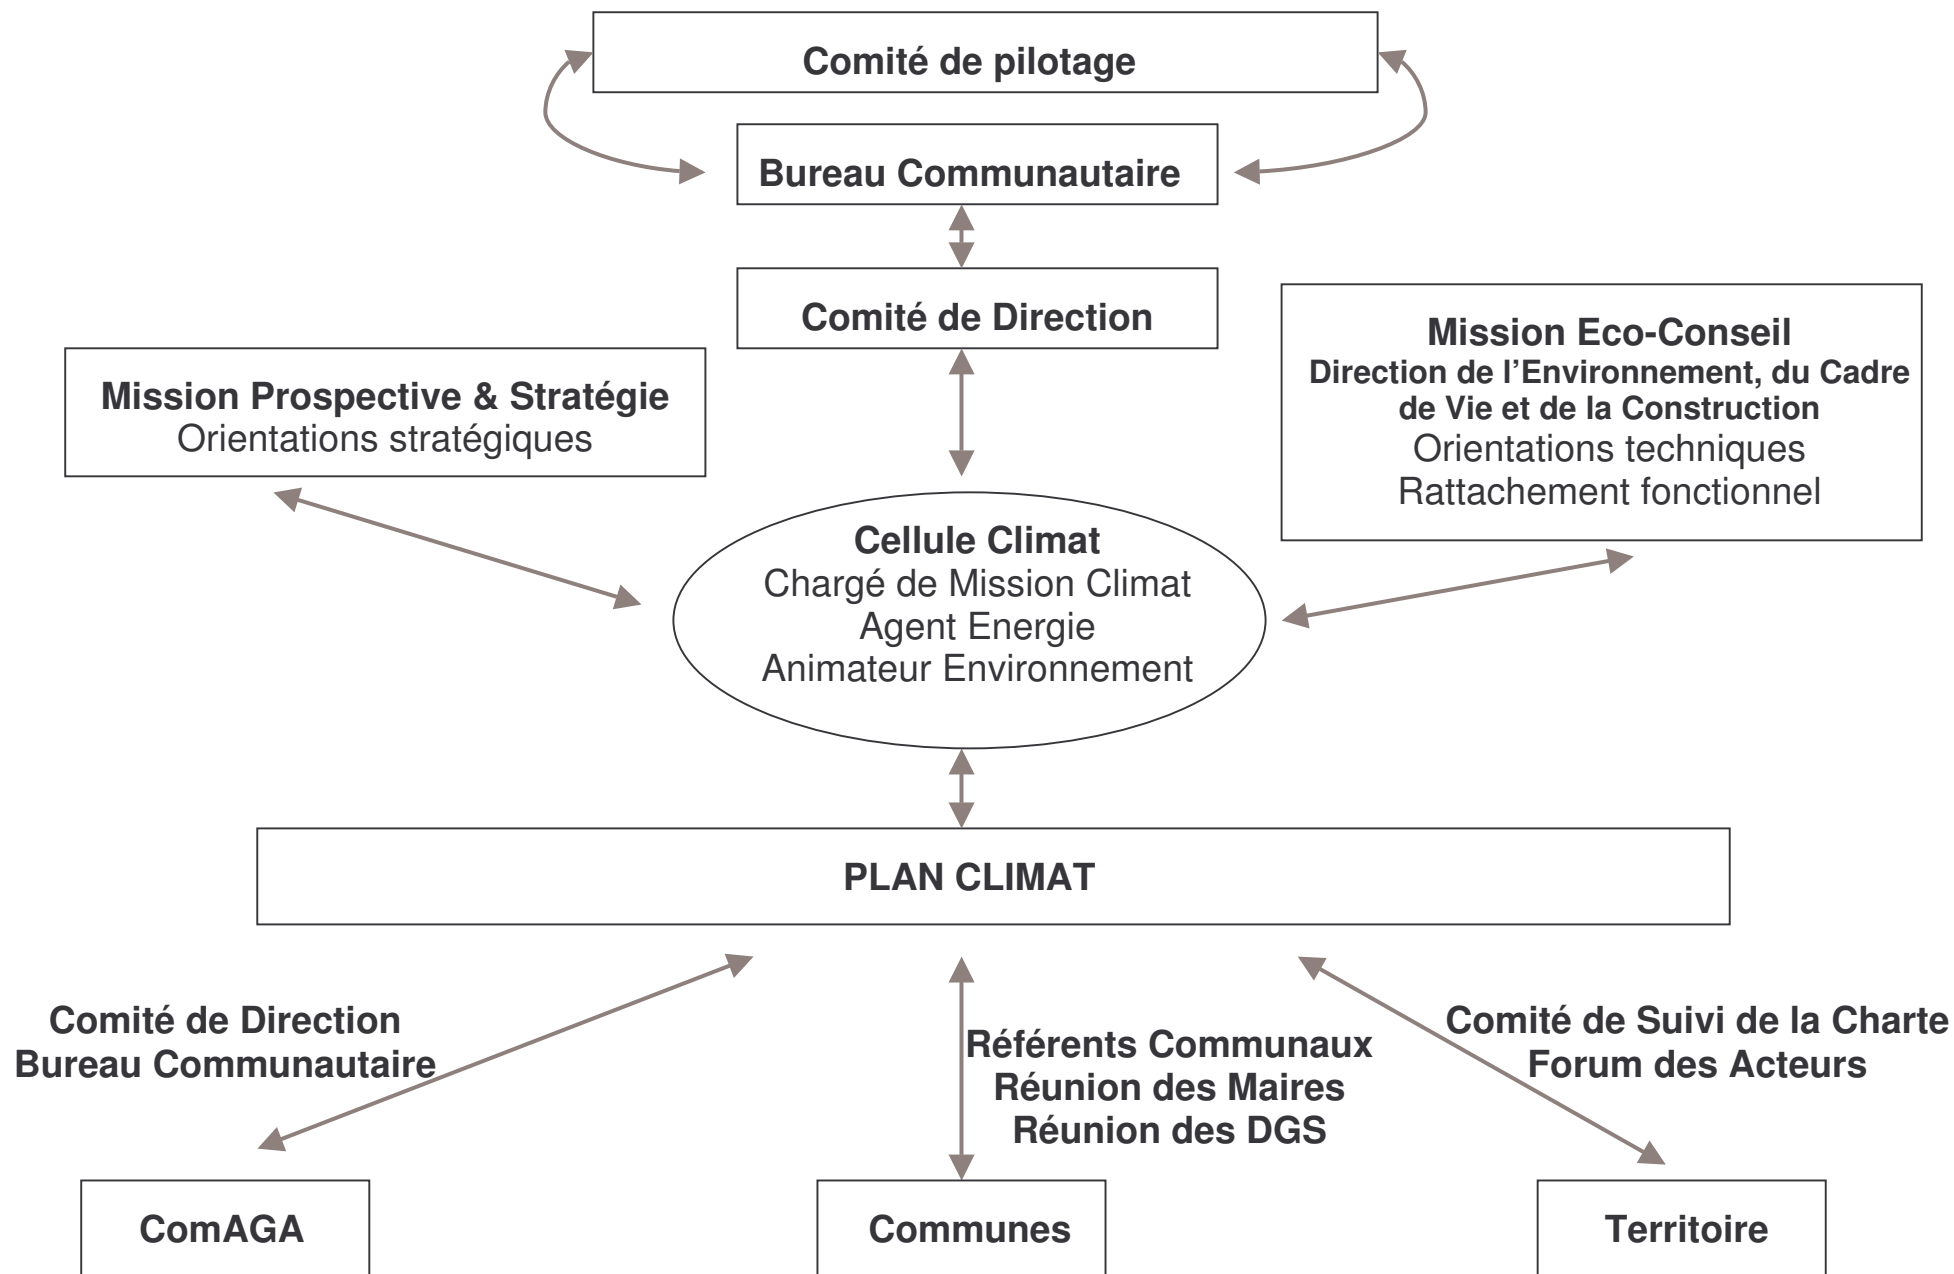 Comité de pilotage
Bureau Communautaire
Comité de Direction
Mission Prospective & Stratégie
Orientations stratégiques
Mission Eco-Conseil
Direction de l’Environnement, du Cadre
de Vie et de la Construction
Orientations techniques
Rattachement fonctionnel
Cellule Climat
Chargé de Mission Climat
Agent Energie
Animateur Environnement
PLAN CLIMAT
Comité de Direction
Bureau Communautaire
Référents Communaux
Réunion des Maires
Réunion des DGS
Comité de Suivi de la Charte
Forum des Acteurs
ComAGA
Communes
Territoire